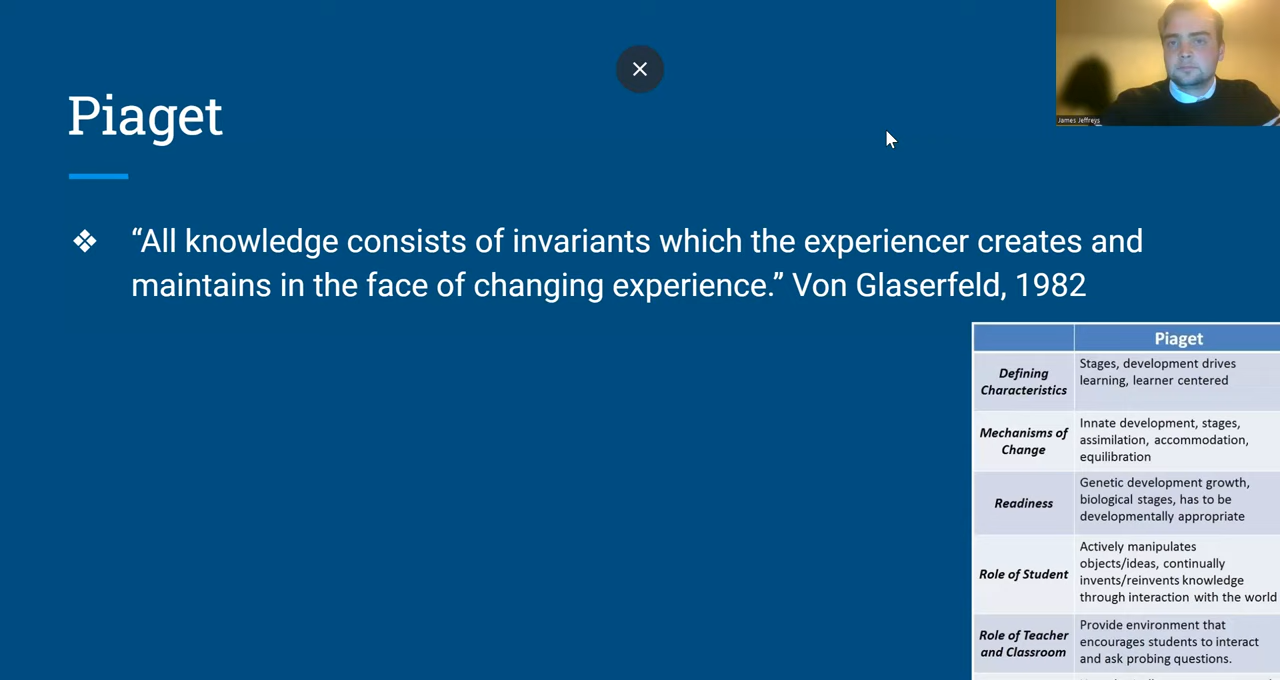 James Jeffreys
Piaget
❖ “All knowledge consists of invariants which the experiencer creates and
maintains in the face of changing experience.” Von Glaserfeld, 1982
Piaget
Defining
Characteristics
Stages, development drives
learning, learner centered
Mechanisms of
Change
Innate development, stages,
assimilation, accommodation,
equilibration
Readiness
Genetic development growth,
biological stages, has to be
developmentally appropriate
Role of Student
Actively manipulates
objects/ideas, continually
invents/reinvents knowledge
through interaction with the world
Role of Teacher
and Classroom
Provide environment that
encourages students to interact
and ask probing questions.